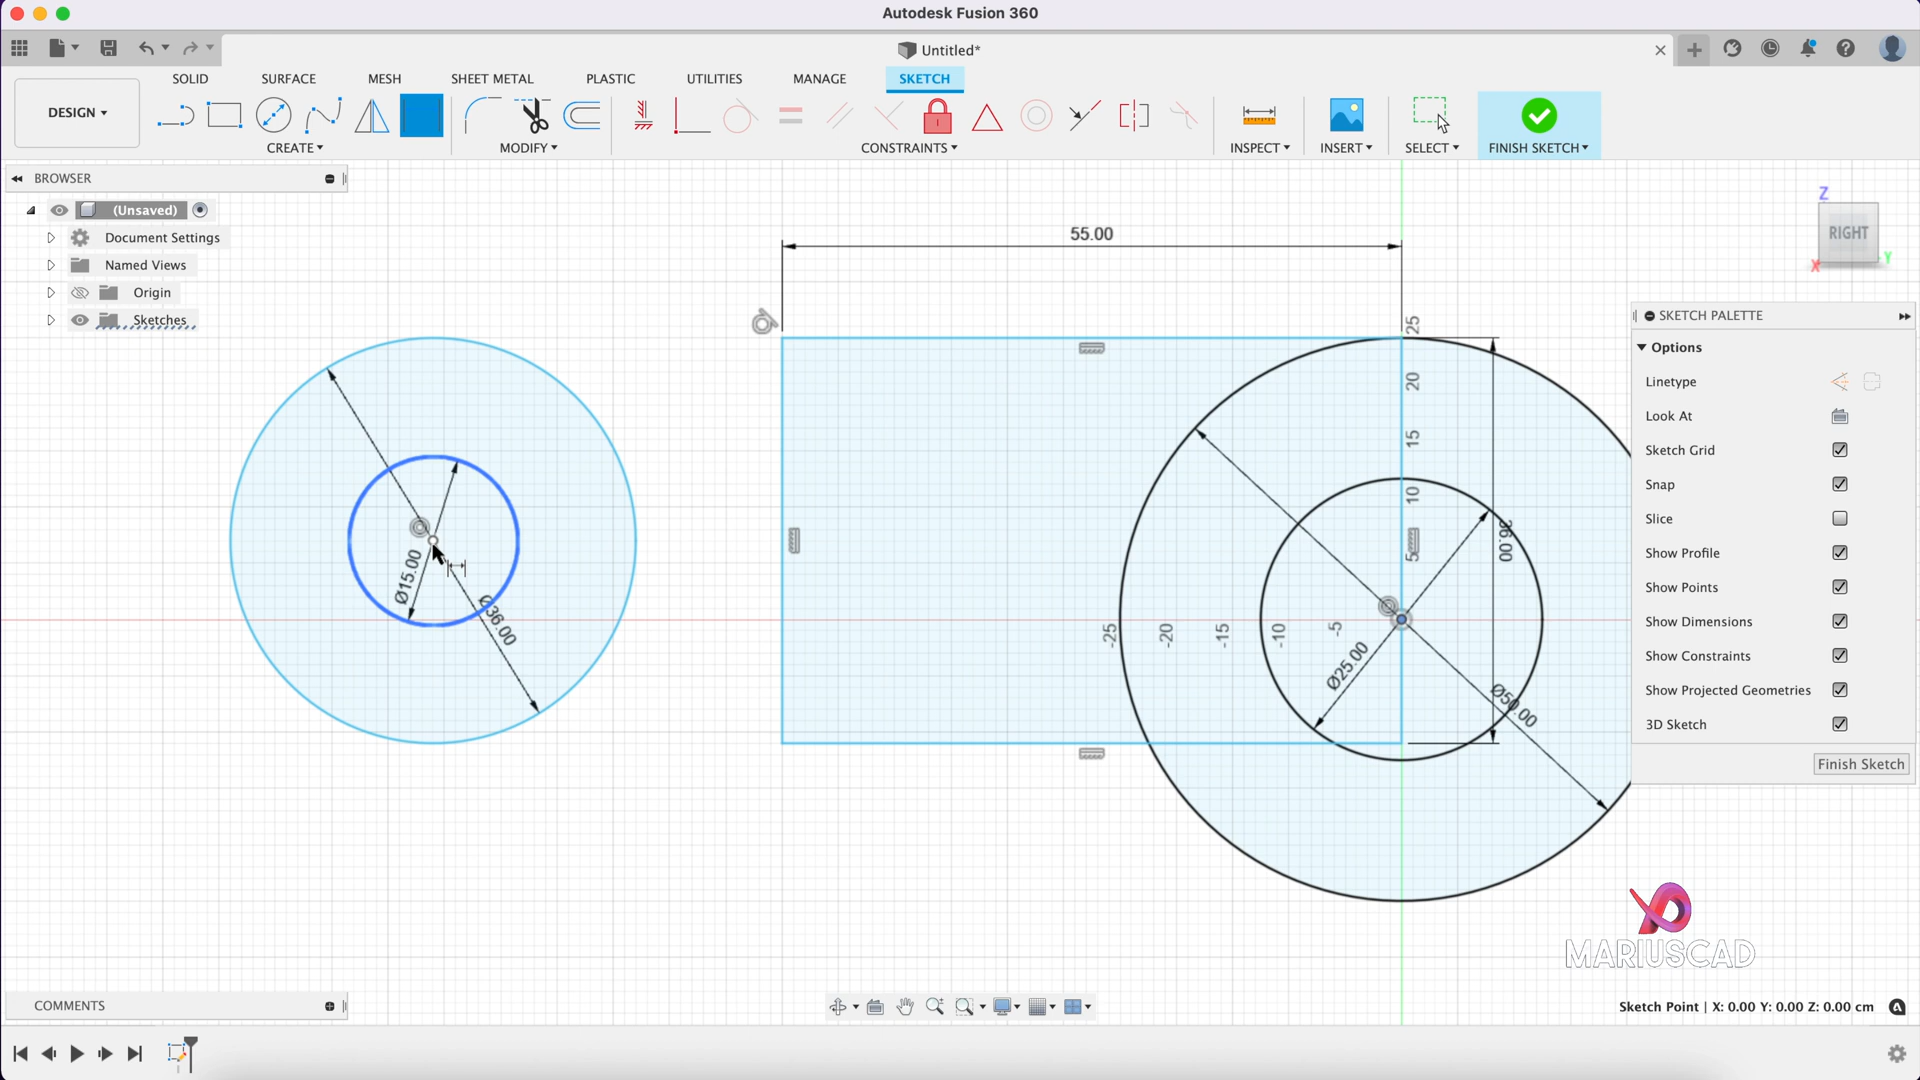 Autodesk Fusion 360
Untitled*
SOLID SURFACE MESH SHEET METAL PLASTIC UTILITIES MANAGE SKETCH
DESIGN
CREATE MODIFY CONSTRAINTS INSPECT INSERT SELECT FINISH SKETCH
BROWSER
(Unsaved)
Document Settings
Named Views
Origin
Sketches
Z
RIGHT
X
Y
55.00
25
20
15
10
5
36.00
-25
-20
-15
-10
-5
Ø15.00
Ø36.00
Ø25.00
Ø50.00
SKETCH PALETTE
Options
Linetype
Look At
Sketch Grid
Snap
Slice
Show Profile
Show Points
Show Dimensions
Show Constraints
Show Projected Geometries
3D Sketch
Finish Sketch
MARIUSCAD
COMMENTS
Sketch Point | X: 0.00 Y: 0.00 Z: 0.00 cm